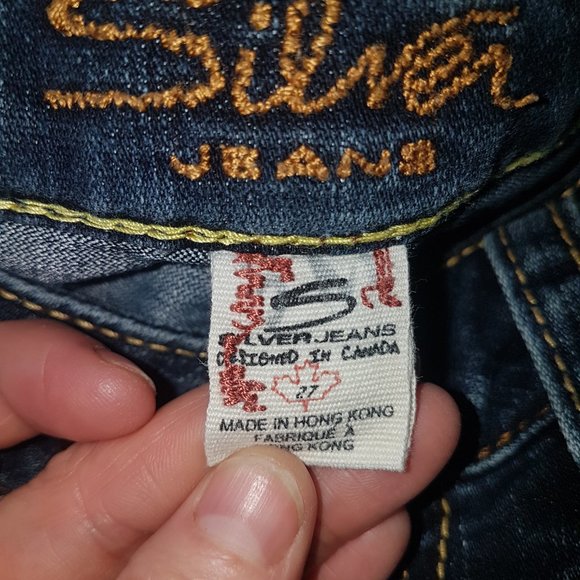 Silver
JEANS
S
SILVER JEANS
DESIGNED IN CANADA
27
MADE IN HONG KONG
FABRIQUÉ À
HONG KONG